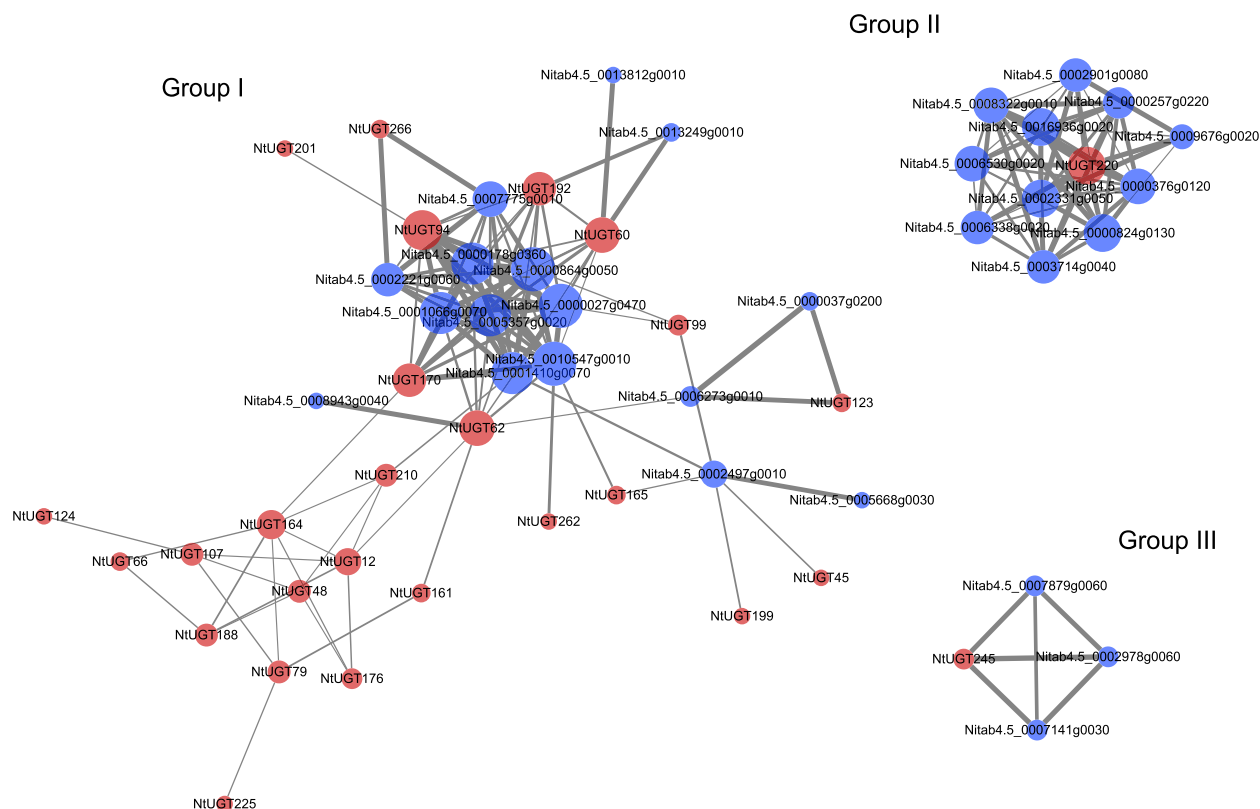 Group II
Group I
Nitab4.5_0013812g0010
Nitab4.5_0002901g0080
Nitab4.5_0008322g0010
Nitab4.5_0000257g0220
NtUGT266
Nitab4.5_0013249g0010
Nitab4.5_0016936g0020
Nitab4.5_0009676g0020
NtUGT201
Nitab4.5_0006530g0020
NtUGT220
NtUGT192
Nitab4.5_0007775g0010
Nitab4.5_0000376g0120
Nitab4.5_0002331g0050
NtUGT94
NtUGT60
Nitab4.5_0006338g0020
Nitab4.5_0000824g0130
Nitab4.5_0000178g0360
Nitab4.5_0000864g0050
Nitab4.5_0003714g0040
Nitab4.5_0002221g0060
Nitab4.5_0000027g0470
Nitab4.5_0000037g0200
Nitab4.5_0001066g0070
Nitab4.5_0005357g0020
NtUGT99
Nitab4.5_0010547g0010
Nitab4.5_0001410g0070
NtUGT170
Nitab4.5_0008943g0040
Nitab4.5_0006273g0010
NtUGT123
NtUGT62
NtUGT210
Nitab4.5_0002497g0010
NtUGT165
Nitab4.5_0005668g0030
NtUGT124
NtUGT164
NtUGT262
Group III
NtUGT66
NtUGT107
NtUGT12
NtUGT45
Nitab4.5_0007879g0060
NtUGT48
NtUGT161
NtUGT199
NtUGT188
NtUGT245
Nitab4.5_0002978g0060
NtUGT79
NtUGT176
Nitab4.5_0007141g0030
NtUGT225